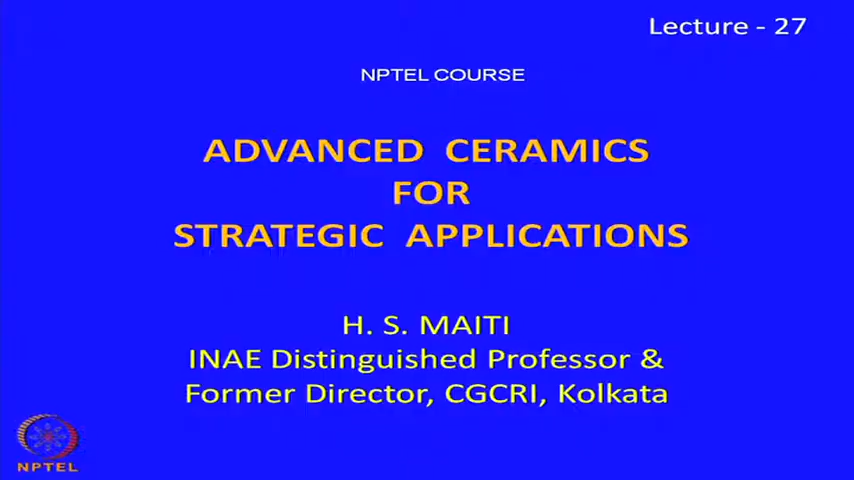 Lecture - 27
NPTEL COURSE
ADVANCED CERAMICS
FOR
STRATEGIC APPLICATIONS
H. S. MAITI
INAE Distinguished Professor &
Former Director, CGCRI, Kolkata
NPTEL